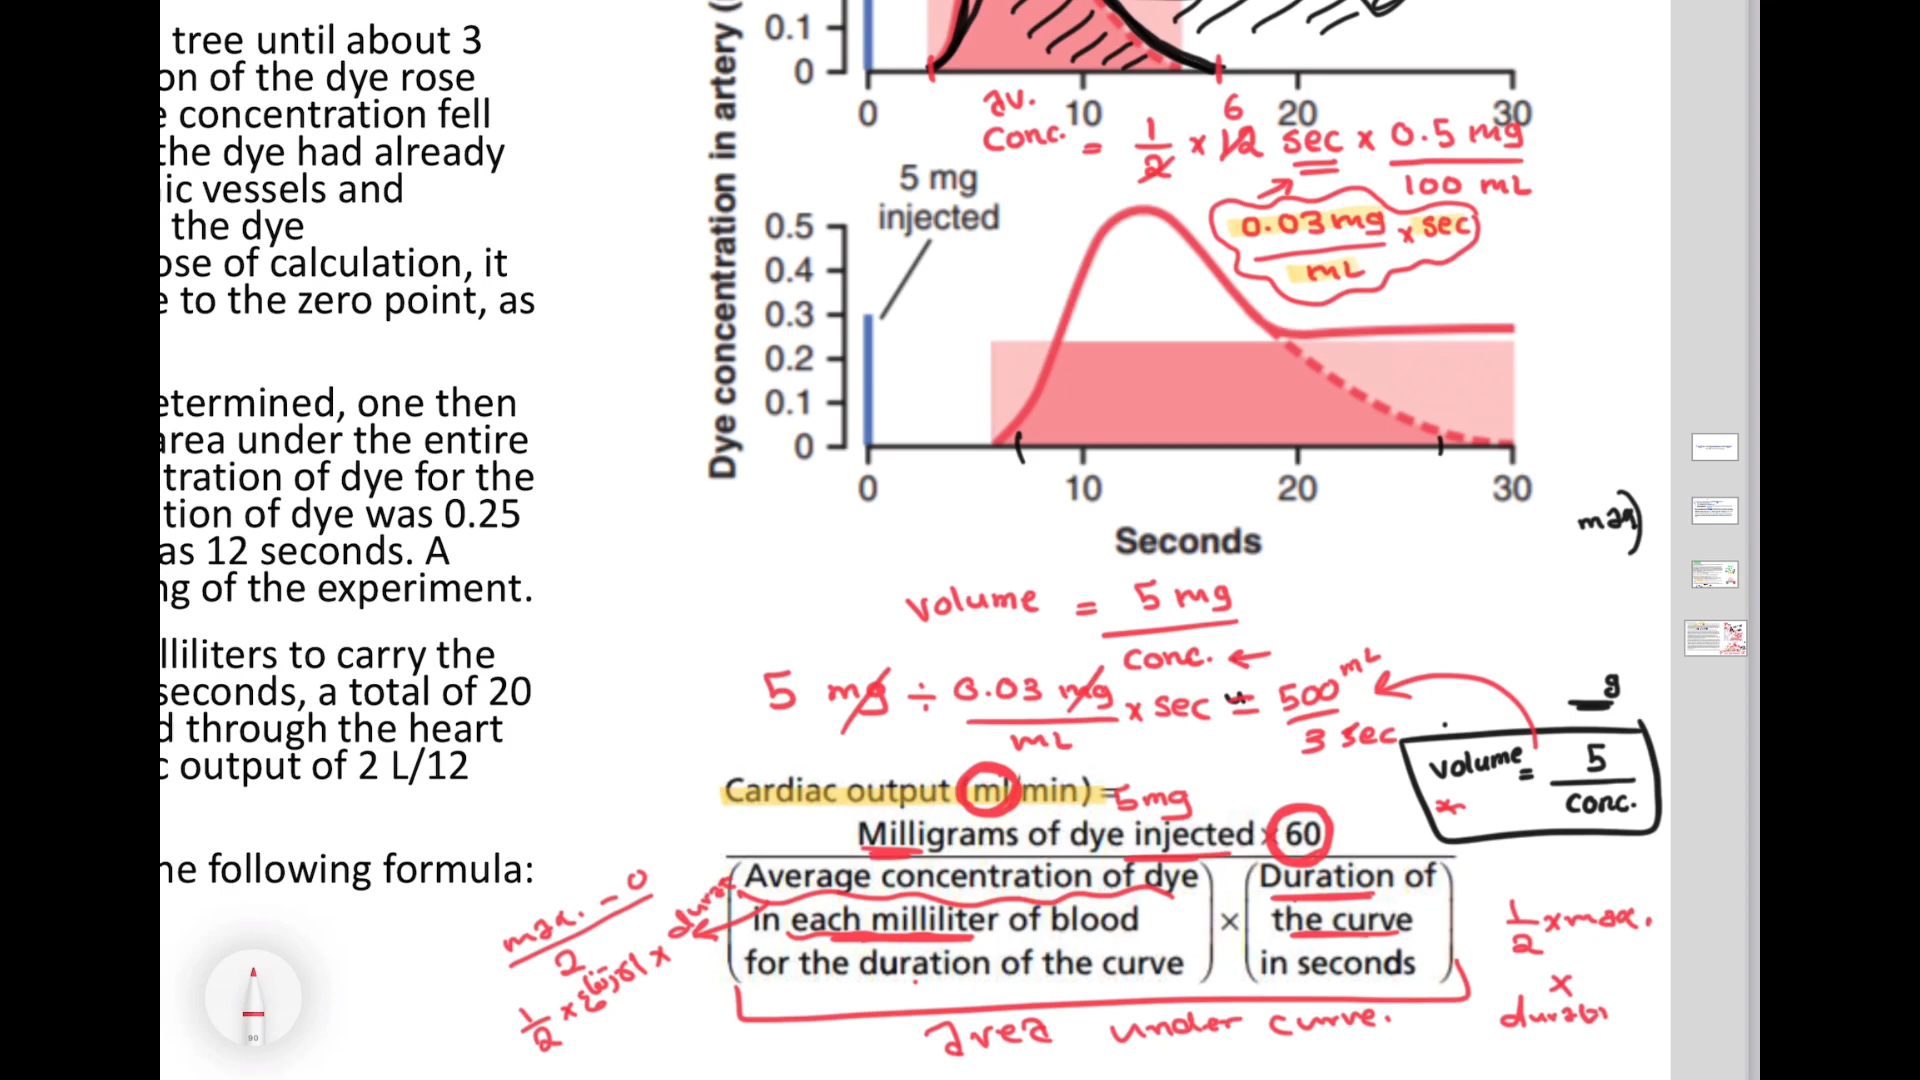 tree until about 3
on of the dye rose
e concentration fell
the dye had already
ic vessels and
the dye
ose of calculation, it
e to the zero point, as
etermined, one then
area under the entire
tration of dye for the
tion of dye was 0.25
as 12 seconds. A
ng of the experiment.
lliliters to carry the
seconds, a total of 20
d through the heart
c output of 2 L/12
he following formula:
Dye concentration in artery (
0.1
0
0 10 20 30
av.
conc. = 1/2 × 12 sec × 0.5 mg / 100 mL
6
5 mg
injected
0.03 mg × sec
mL
0.5
0.4
0.3
0.2
0.1
0
0 10 20 30
Seconds
max
volume = 5 mg
conc. ←
5 mg ÷ 0.03 mg × sec = 500 mL
mL
3 sec
g
volume = 5
conc.
Cardiac output (ml/min) =
5mg
Milligrams of dye injected × 60
(Average concentration of dye
in each milliliter of blood
for the duration of the curve)
×
(Duration of
the curve
in seconds)
max. - 0
2
1/2 ×
1/2 × max.
×
area under curve.
90